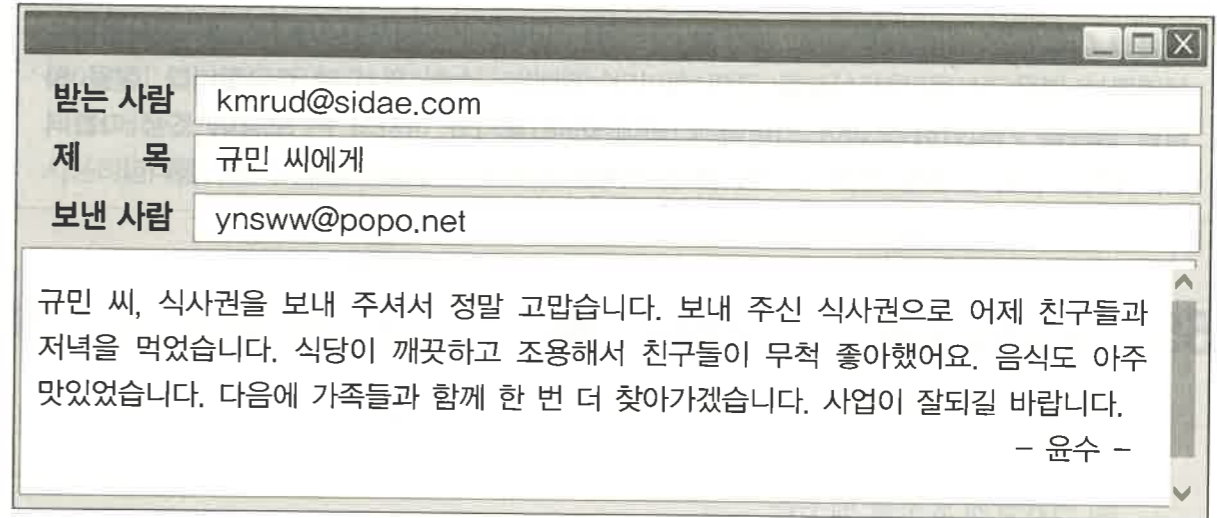 받는 사람 kmrud@sidae.com
제 목 규민 씨에게
보낸 사람 ynsww@popo.net
규민 씨, 식사권을 보내 주셔서 정말 고맙습니다. 보내 주신 식사권으로 어제 친구들과
저녁을 먹었습니다. 식당이 깨끗하고 조용해서 친구들이 무척 좋아했어요. 음식도 아주
맛있었습니다. 다음에 가족들과 함께 한 번 더 찾아가겠습니다. 사업이 잘되길 바랍니다.
– 윤수 –